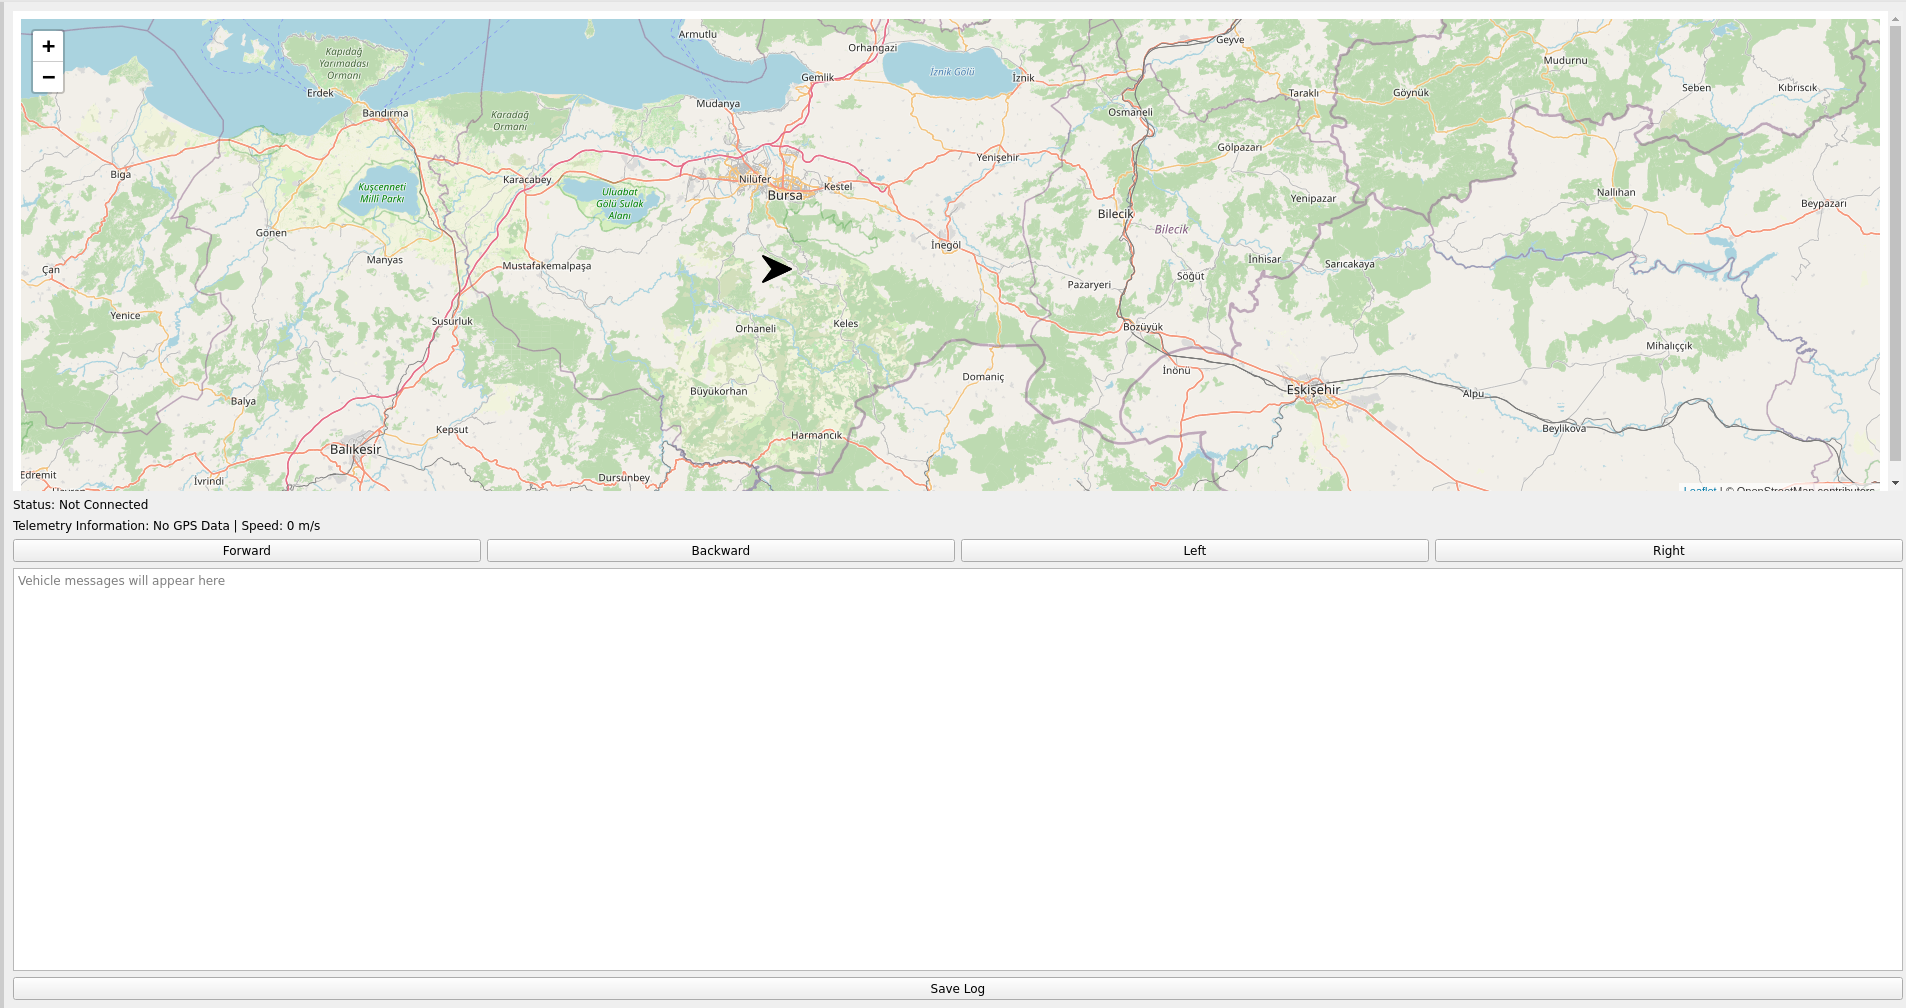 +
−
Kapıdağ
Yarımadası
Ormanı
Erdek
Bandırma
Karadağ
Ormanı
Armutlu
Orhangazi
Gemlik
İznik Gölü
İznik
Mudanya
Geyve
Osmaneli
Taraklı
Göynük
Mudurnu
Seben
Kıbrıscık
Biga
Kuşcenneti
Milli Parkı
Karacabey
Uluabat
Gölü Sulak
Alanı
Nilüfer
Bursa
Kestel
Yenişehir
Gölpazarı
Yenipazar
Nallıhan
Beypazarı
Gönen
Manyas
Mustafakemalpaşa
İnegöl
Bilecik
Bilecik
Söğüt
İnhisar
Sarıcakaya
Çan
Pazaryeri
Yenice
Susurluk
Orhaneli
Keles
Bozüyük
Mihalıççık
Balya
Büyükorhan
Domaniç
İnönü
Eskişehir
Alpu
Beylikova
Kepsut
Harmancık
Balıkesir
Edremit
İvrindi
Dursunbey
Leaflet | © OpenStreetMap contributors
Status: Not Connected
Telemetry Information: No GPS Data | Speed: 0 m/s
Forward
Backward
Left
Right
Vehicle messages will appear here
Save Log